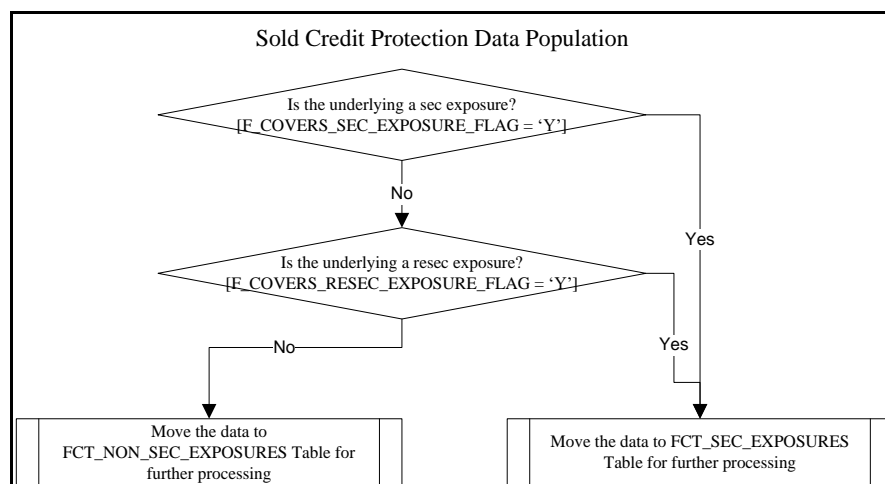 Sold Credit Protection Data Population
Is the underlying a sec exposure?
[F_COVERS_SEC_EXPOSURE_FLAG = ‘Y’]
No
Yes
Is the underlying a resec exposure?
[F_COVERS_RESEC_EXPOSURE_FLAG = ‘Y’]
No
Yes
Move the data to
FCT_NON_SEC_EXPOSURES Table for
further processing
Move the data to FCT_SEC_EXPOSURES
Table for further processing